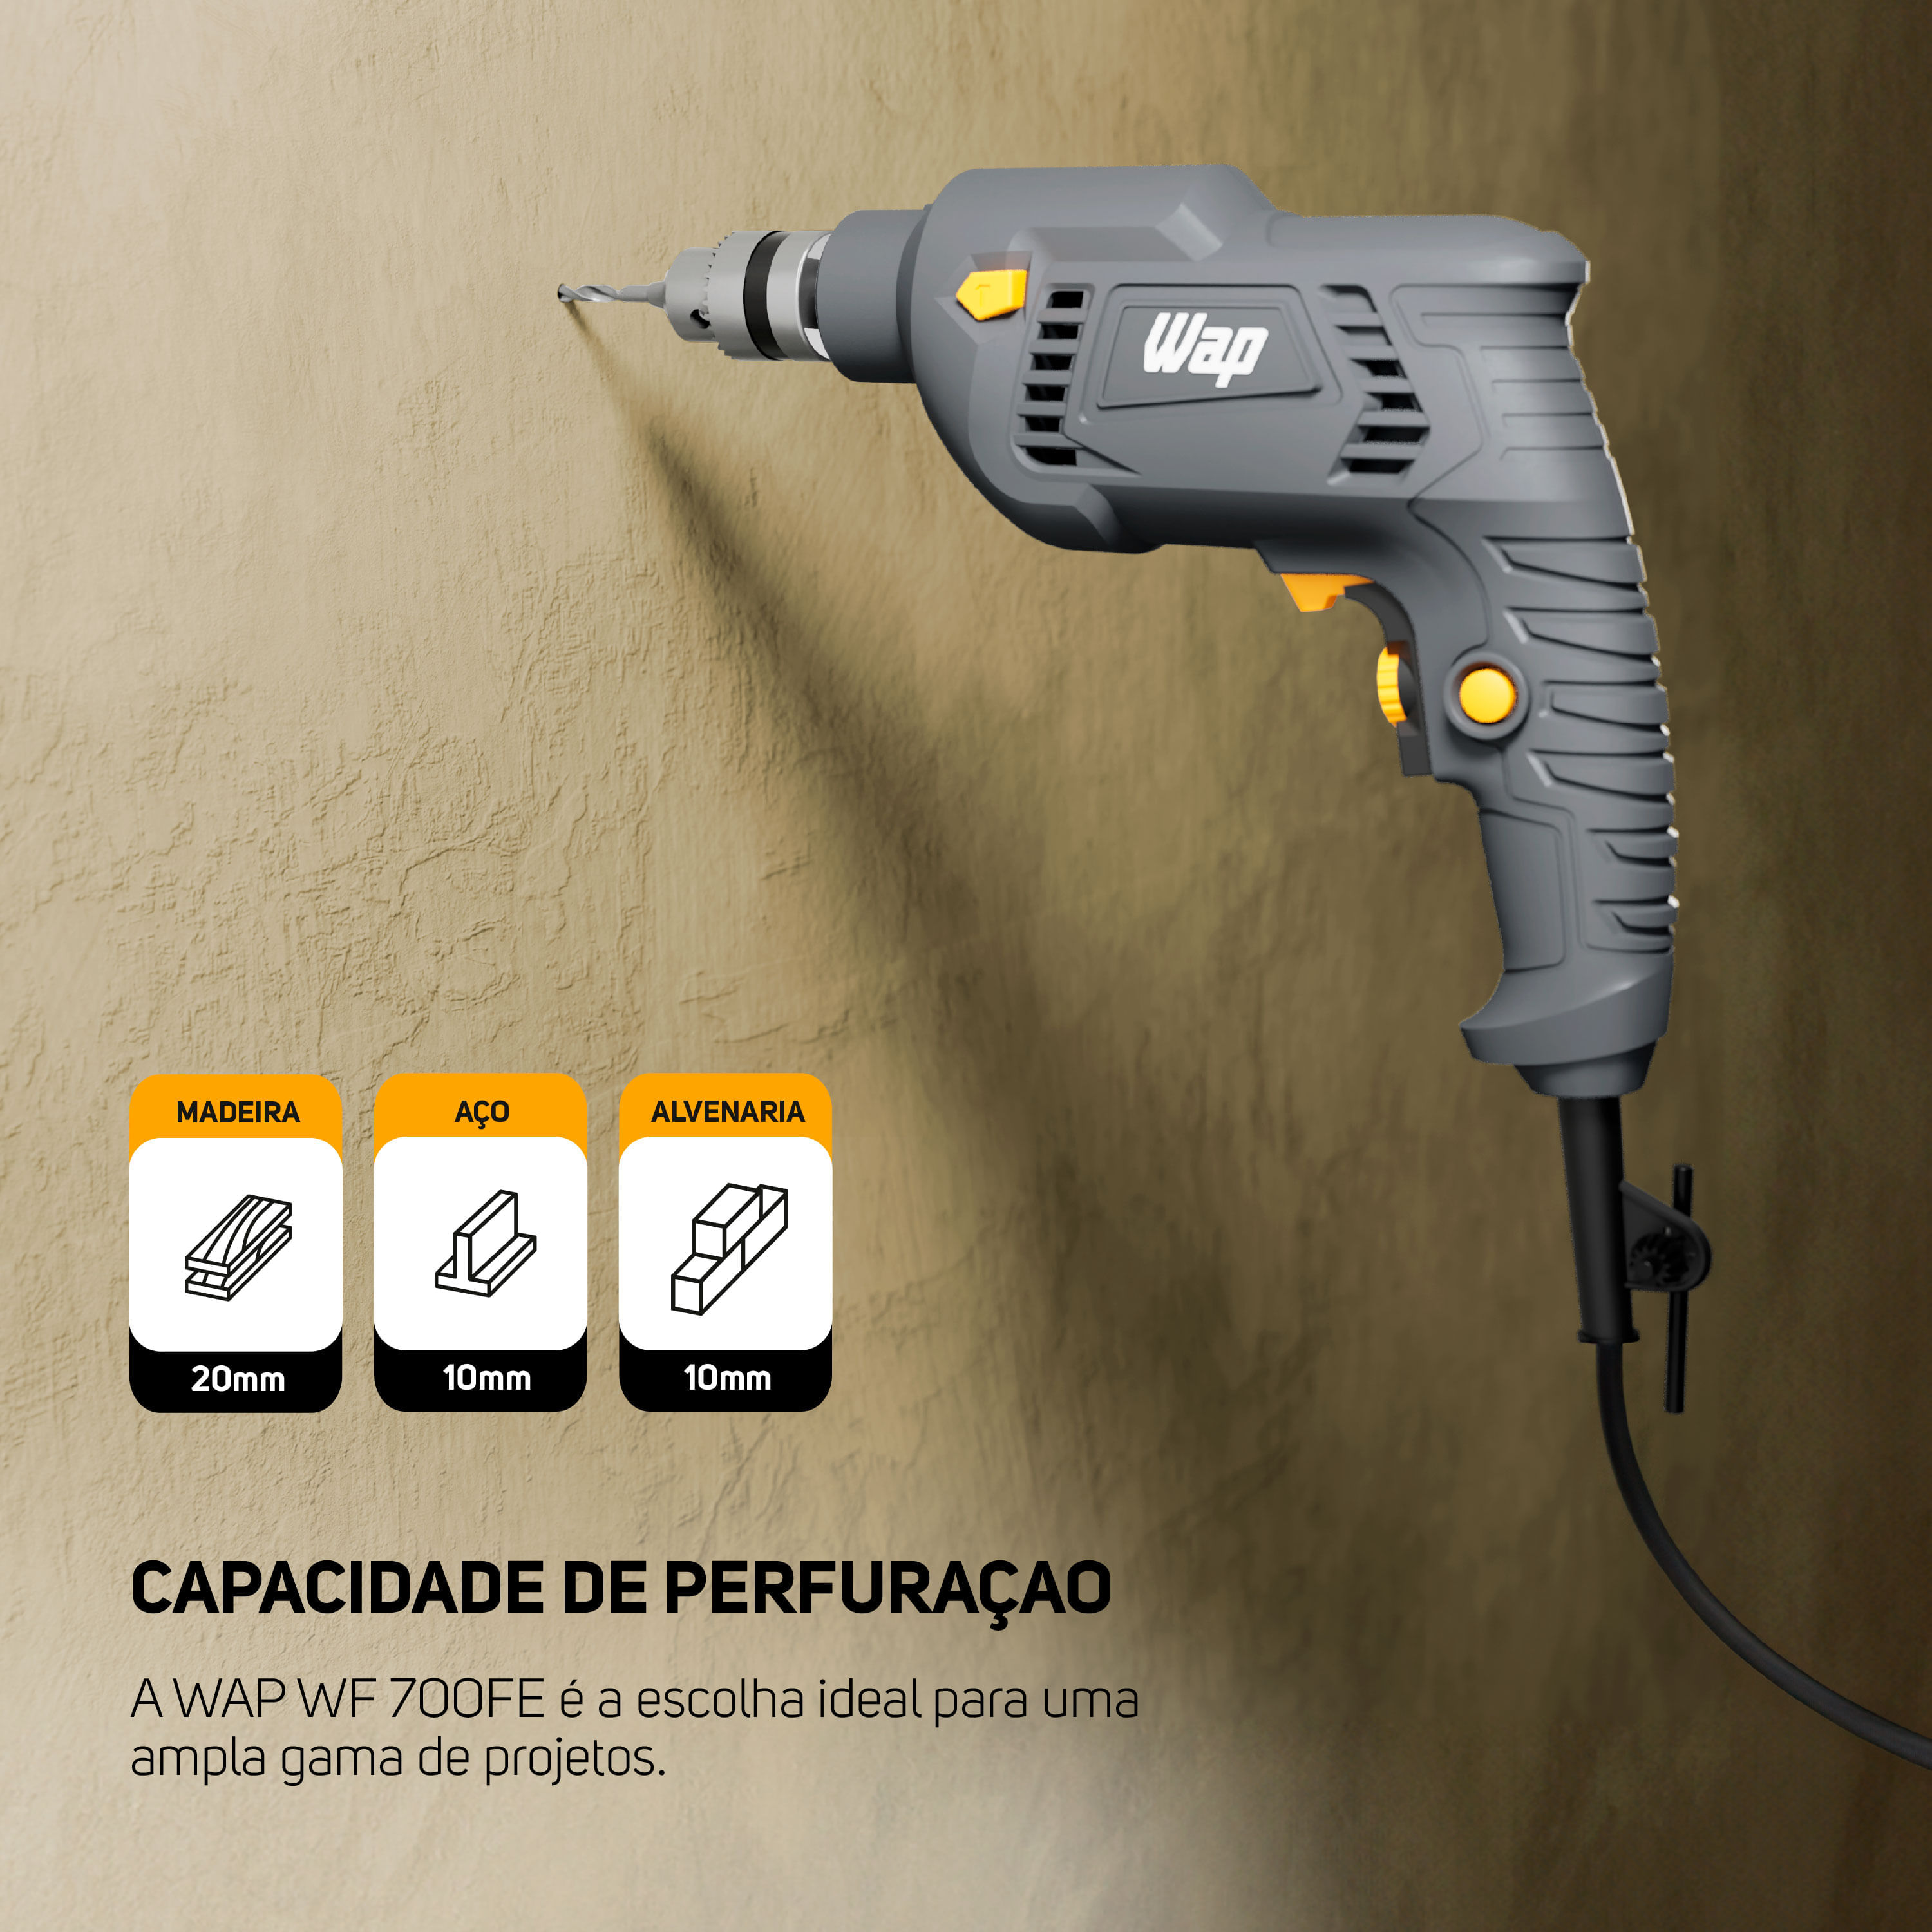 Wap
MADEIRA
AÇO
ALVENARIA
20mm
10mm
10mm
CAPACIDADE DE PERFURAÇAO
A WAP WF 700FE é a escolha ideal para uma
ampla gama de projetos.